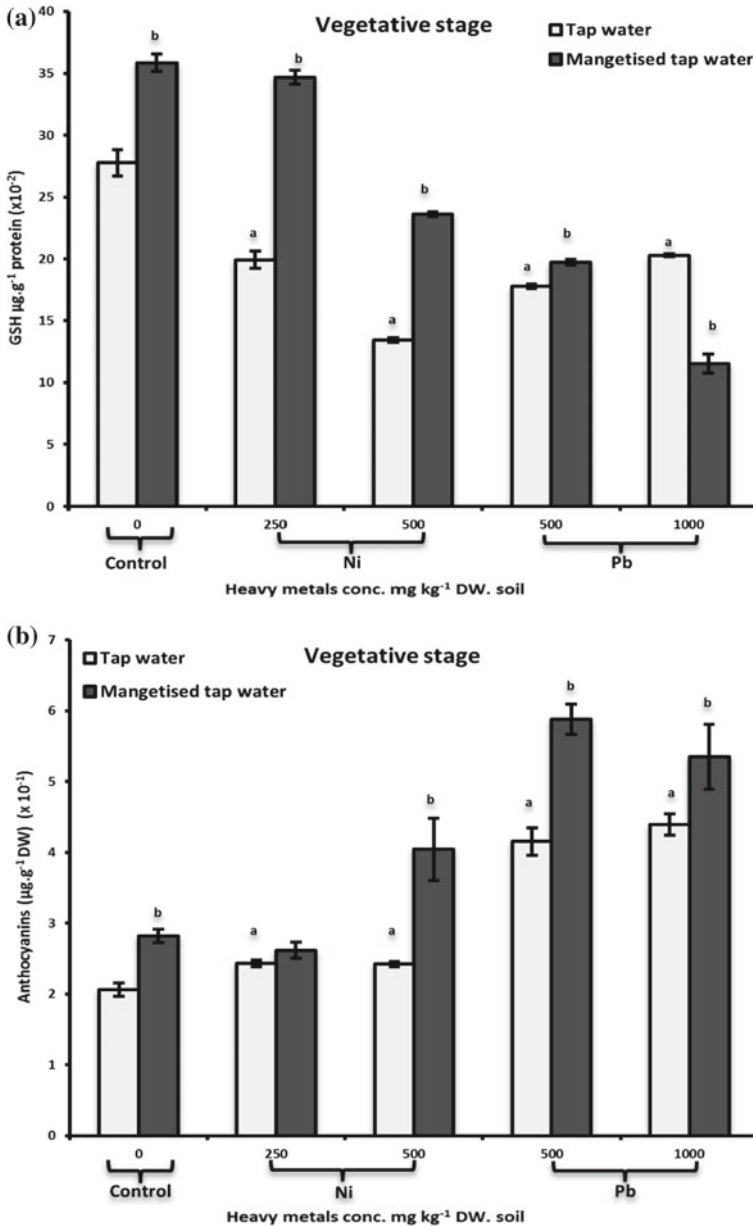 (a)
Vegetative stage
Tap water
Mangetised tap water
GSH µg.g-1 protein (x10-2)
40
35
30
25
20
15
10
5
0
b
b
a
b
a
a
b
a
b
0 250 500 500 1000
Control Ni Pb
Heavy metals conc. mg kg-1 DW. soil
(b)
Vegetative stage
Tap water
Mangetised tap water
Anthocyanins (µg.g-1 DW) (x 10-1)
7
6
5
4
3
2
1
0
b
a
a
b
a
b
a
b
0 250 500 500 1000
Control Ni Pb
Heavy metals conc. mg kg-1 DW. soil